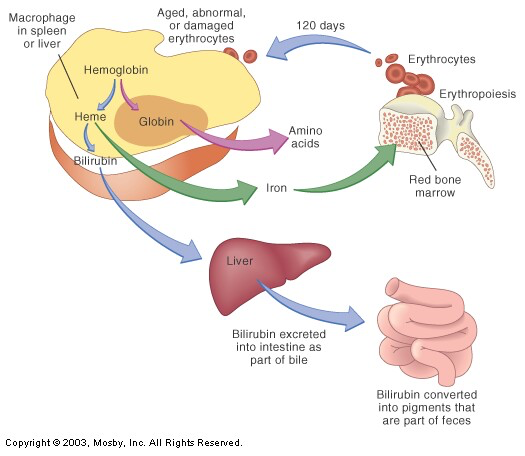 Macrophage
in spleen
or liver
Aged, abnormal,
or damaged
erythrocytes
120 days
Erythrocytes
Erythropoiesis
Hemoglobin
Heme
Globin
Bilirubin
Amino
acids
Iron
Red bone
marrow
Liver
Bilirubin excreted
into intestine as
part of bile
Bilirubin converted
into pigments that
are part of feces
Copyright © 2003, Mosby, Inc. All Rights Reserved.